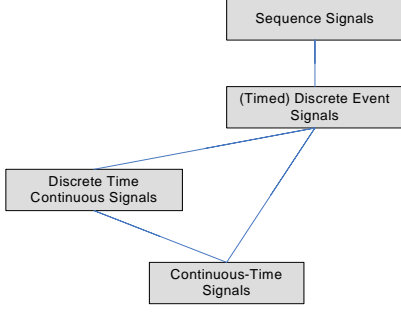 Sequence Signals
(Timed) Discrete Event
Signals
Discrete Time
Continuous Signals
Continuous-Time
Signals